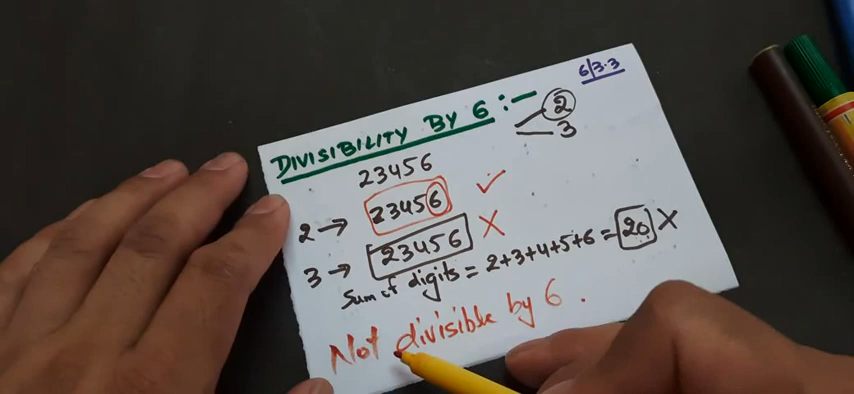 6/3.3
DIVISIBILITY BY 6 :- 2
3
23456
2 → 23456 ✓
3 → 23456 X
Sum of digits = 2+3+4+5+6 = 20 X
Not divisible by 6.